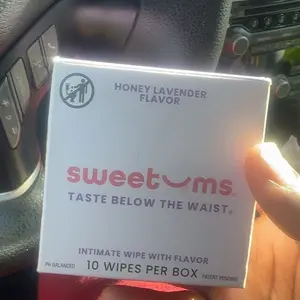 HONEY LAVENDER
FLAVOR
sweetums
TASTE BELOW THE WAIST®
INTIMATE WIPE WITH FLAVOR
PH BALANCED
10 WIPES PER BOX
PATENT PENDING